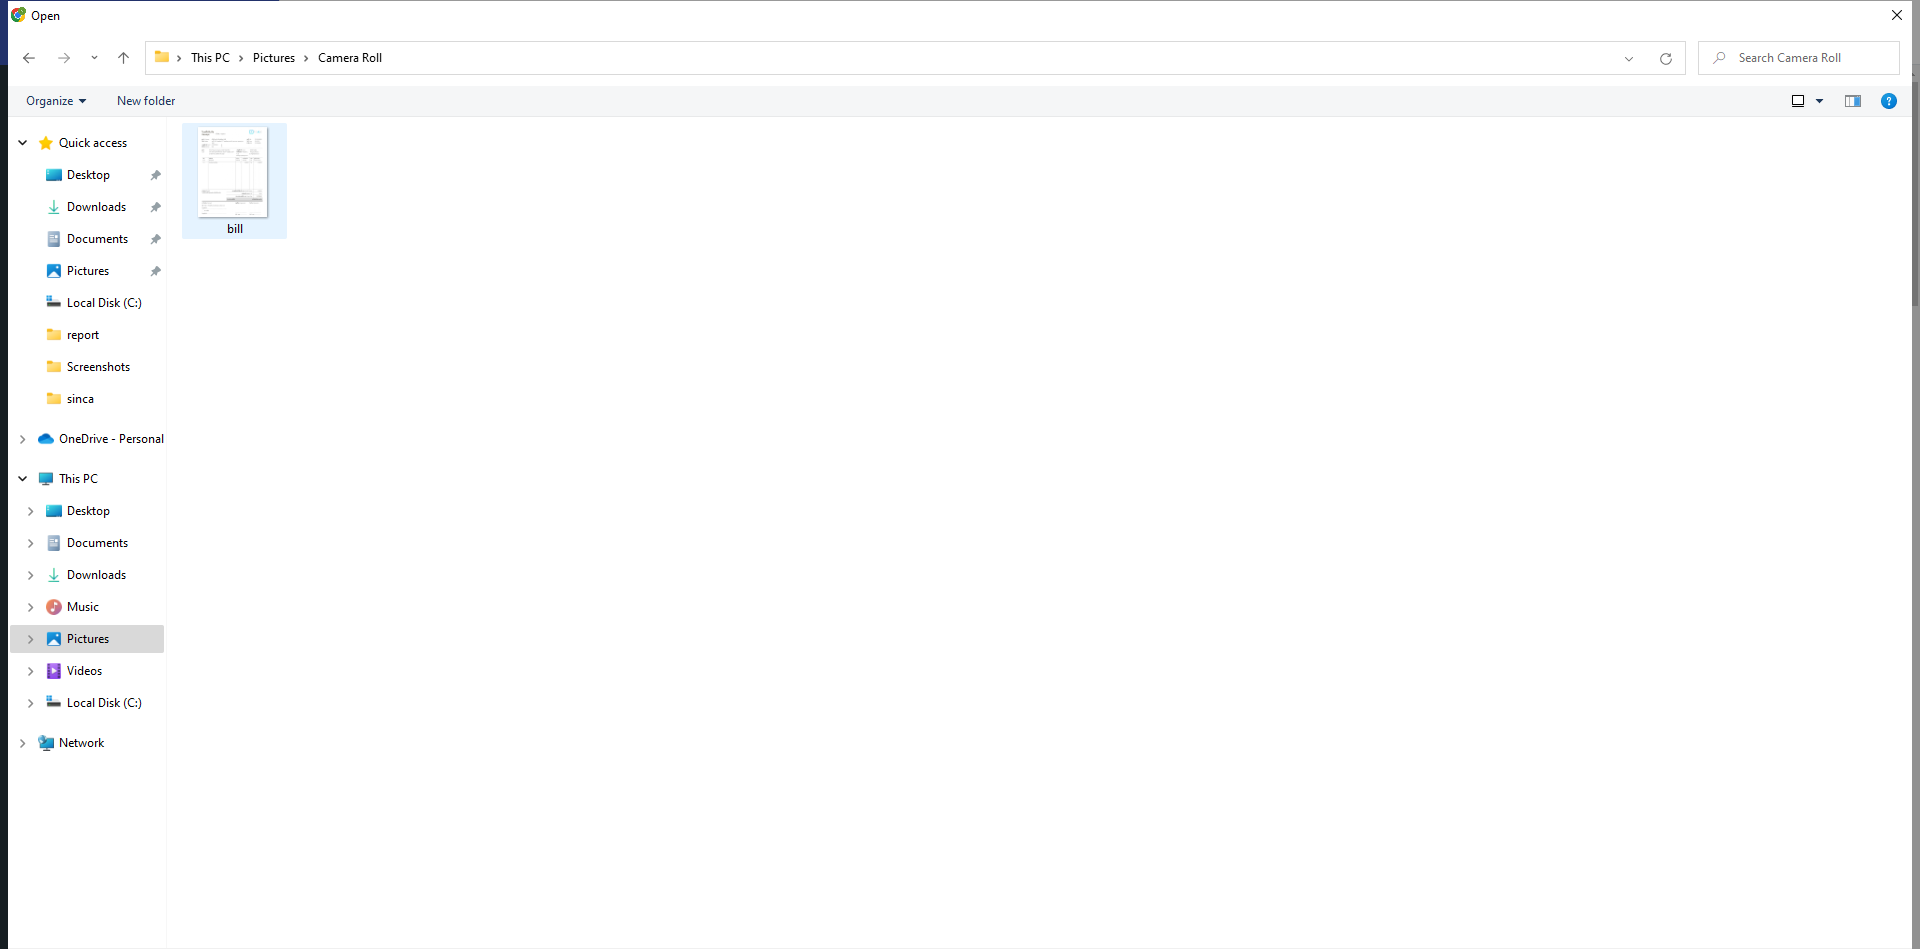 Open
This PC
Pictures
Camera Roll
Search Camera Roll
Organize
New folder
Quick access
Desktop
Downloads
Documents
Pictures
Local Disk (C:)
report
Screenshots
sinca
OneDrive - Personal
This PC
Desktop
Documents
Downloads
Music
Pictures
Videos
Local Disk (C:)
Network
bill